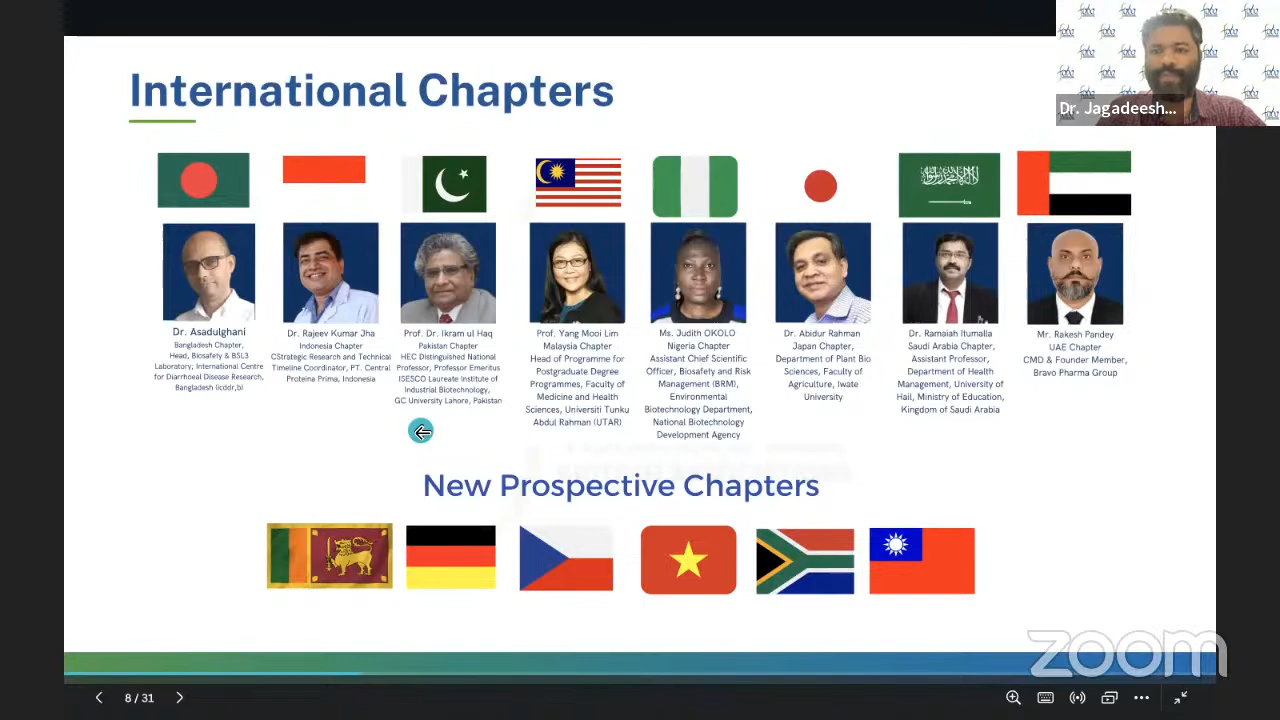 International Chapters
Dr. Jagadeesh...
Dr. Asadulghani
Bangladesh Chapter,
Head, Biosafety & BSL3
Laboratory; International Centre
for Diarrhoeal Disease Research,
Bangladesh (icddr,b)
Dr. Rajeev Kumar Jha
Indonesia Chapter
CStrategic Research and Technical
Timeline Coordinator, PT. Central
Proteina Prima, Indonesia
Prof. Dr. Ikram ul Haq
Pakistan Chapter
HEC Distinguished National
Professor, Professor Emeritus
ISESCO Laureate Institute of
Industrial Biotechnology,
GC University Lahore, Pakistan
Prof. Yang Mooi Lim
Malaysia Chapter
Head of Programme for
Postgraduate Degree
Programmes, Faculty of
Medicine and Health
Sciences, Universiti Tunku
Abdul Rahman (UTAR)
Ms. Judith OKOLO
Nigeria Chapter
Assistant Chief Scientific
Officer, Biosafety and Risk
Management (BRM),
Environmental
Biotechnology Department,
National Biotechnology
Development Agency
Dr. Abidur Rahman
Japan Chapter,
Department of Plant Bio
Sciences, Faculty of
Agriculture, Iwate
University
Dr. Ramaiah Itumalla
Saudi Arabia Chapter,
Assistant Professor,
Department of Health
Management, University of
Hail, Ministry of Education,
Kingdom of Saudi Arabia
Mr. Rakesh Pandey
UAE Chapter
CMD & Founder Member,
Bravo Pharma Group
New Prospective Chapters
zoom
8 / 31